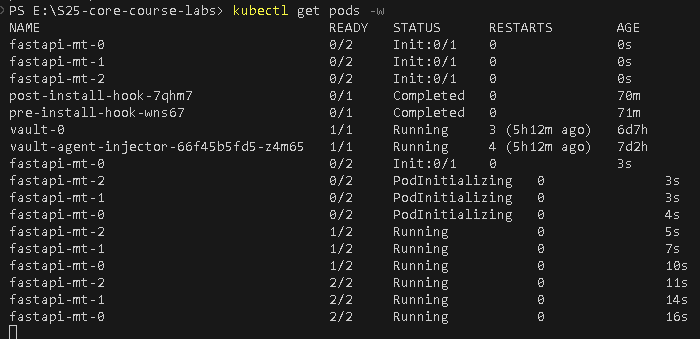 PS E:\S25-core-course-labs> kubectl get pods -w
NAME READY STATUS RESTARTS AGE
fastapi-mt-0 0/2 Init:0/1 0 0s
fastapi-mt-1 0/2 Init:0/1 0 0s
fastapi-mt-2 0/2 Init:0/1 0 0s
post-install-hook-7qhm7 0/1 Completed 0 70m
pre-install-hook-wns67 0/1 Completed 0 71m
vault-0 1/1 Running 3 (5h12m ago) 6d7h
vault-agent-injector-66f45b5fd5-z4m65 1/1 Running 4 (5h12m ago) 7d2h
fastapi-mt-0 0/2 Init:0/1 0 3s
fastapi-mt-2 0/2 PodInitializing 0 3s
fastapi-mt-1 0/2 PodInitializing 0 3s
fastapi-mt-0 0/2 PodInitializing 0 4s
fastapi-mt-2 1/2 Running 0 5s
fastapi-mt-1 1/2 Running 0 7s
fastapi-mt-0 1/2 Running 0 10s
fastapi-mt-2 2/2 Running 0 11s
fastapi-mt-1 2/2 Running 0 14s
fastapi-mt-0 2/2 Running 0 16s